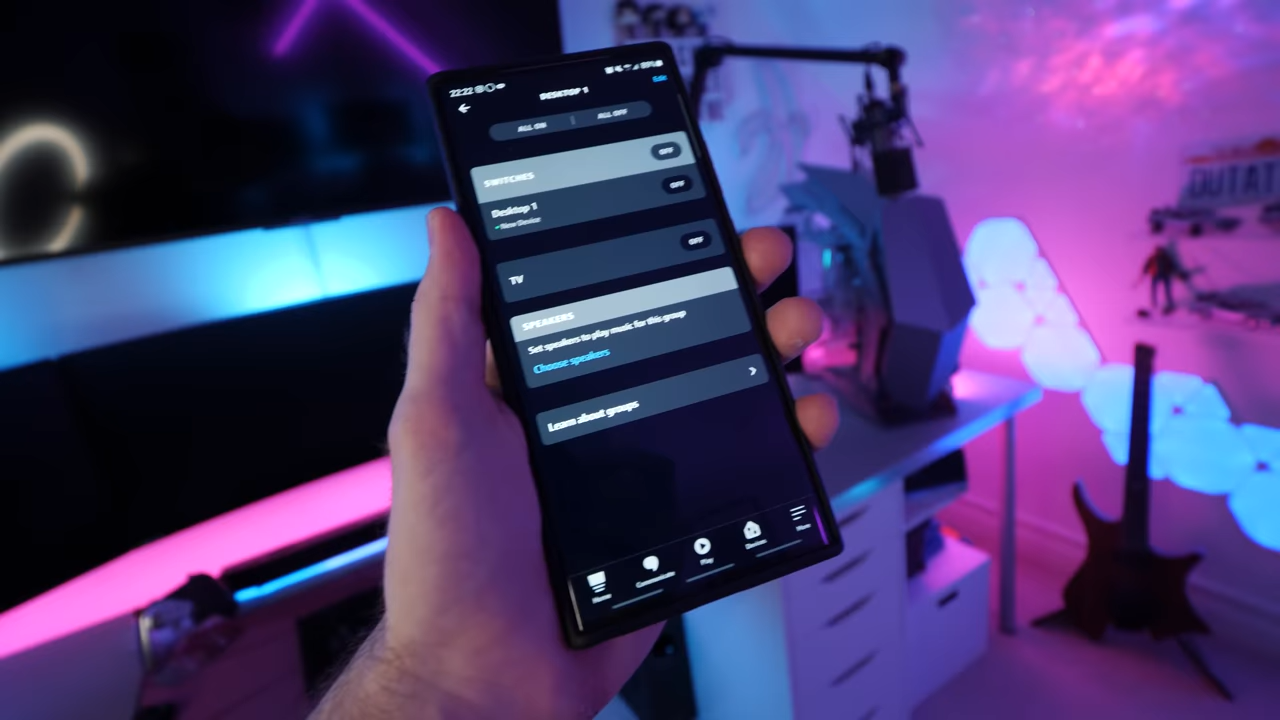 22:22
DESKTOP 1
Edit
ALL ON
ALL OFF
SWITCHES
OFF
Desktop 1
OFF
New Device
TV
OFF
SPEAKERS
Set speakers to play music for this group
Choose speakers
Learn about groups
Home
Communicate
Play
Devices
More
OUTAT